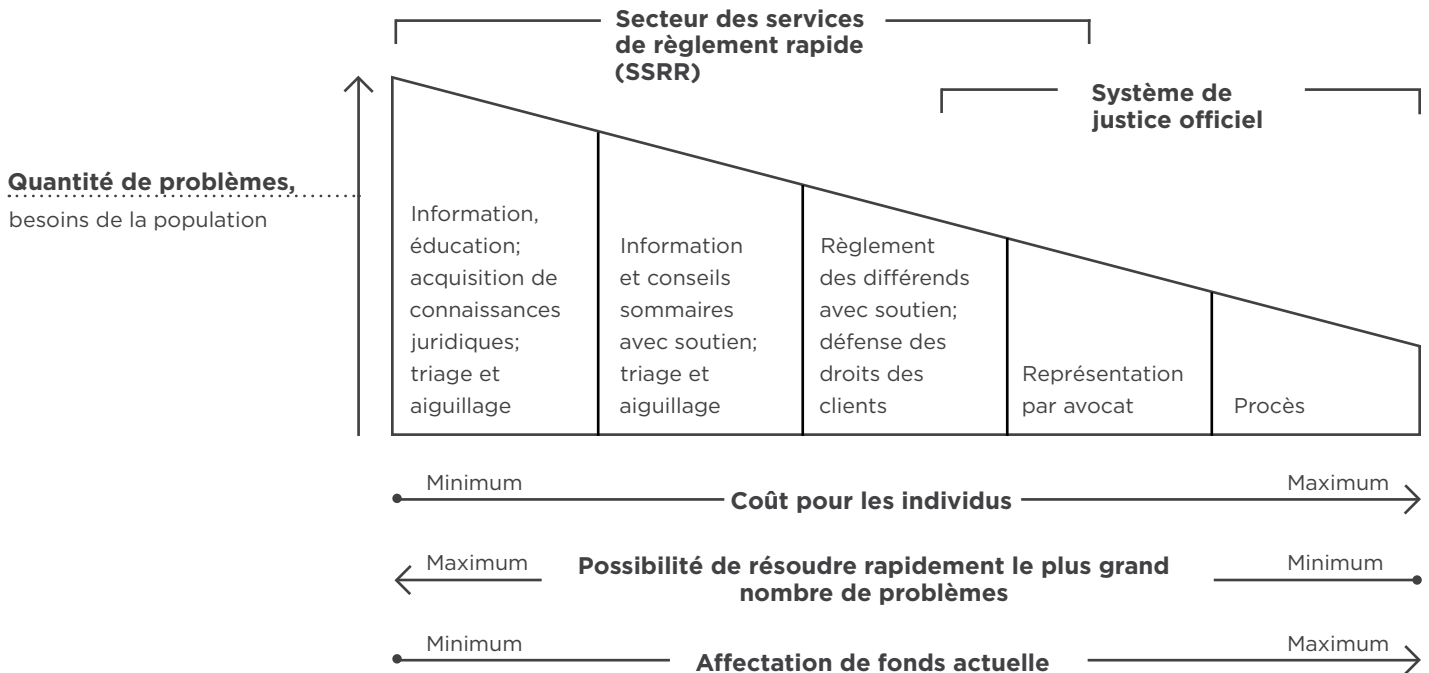 Secteur des services
de règlement rapide
(SSRR)
Système de
justice officiel
Quantité de problèmes,
besoins de la population
Information,
éducation;
acquisition de
connaissances
juridiques;
triage et
aiguillage
Information
et conseils
sommaires
avec soutien;
triage et
aiguillage
Règlement
des différends
avec soutien;
défense des
droits des
clients
Représentation
par avocat
Procès
Minimum
Coût pour les individus
Maximum
Maximum
Possibilité de résoudre rapidement le plus grand
nombre de problèmes
Minimum
Minimum
Affectation de fonds actuelle
Maximum